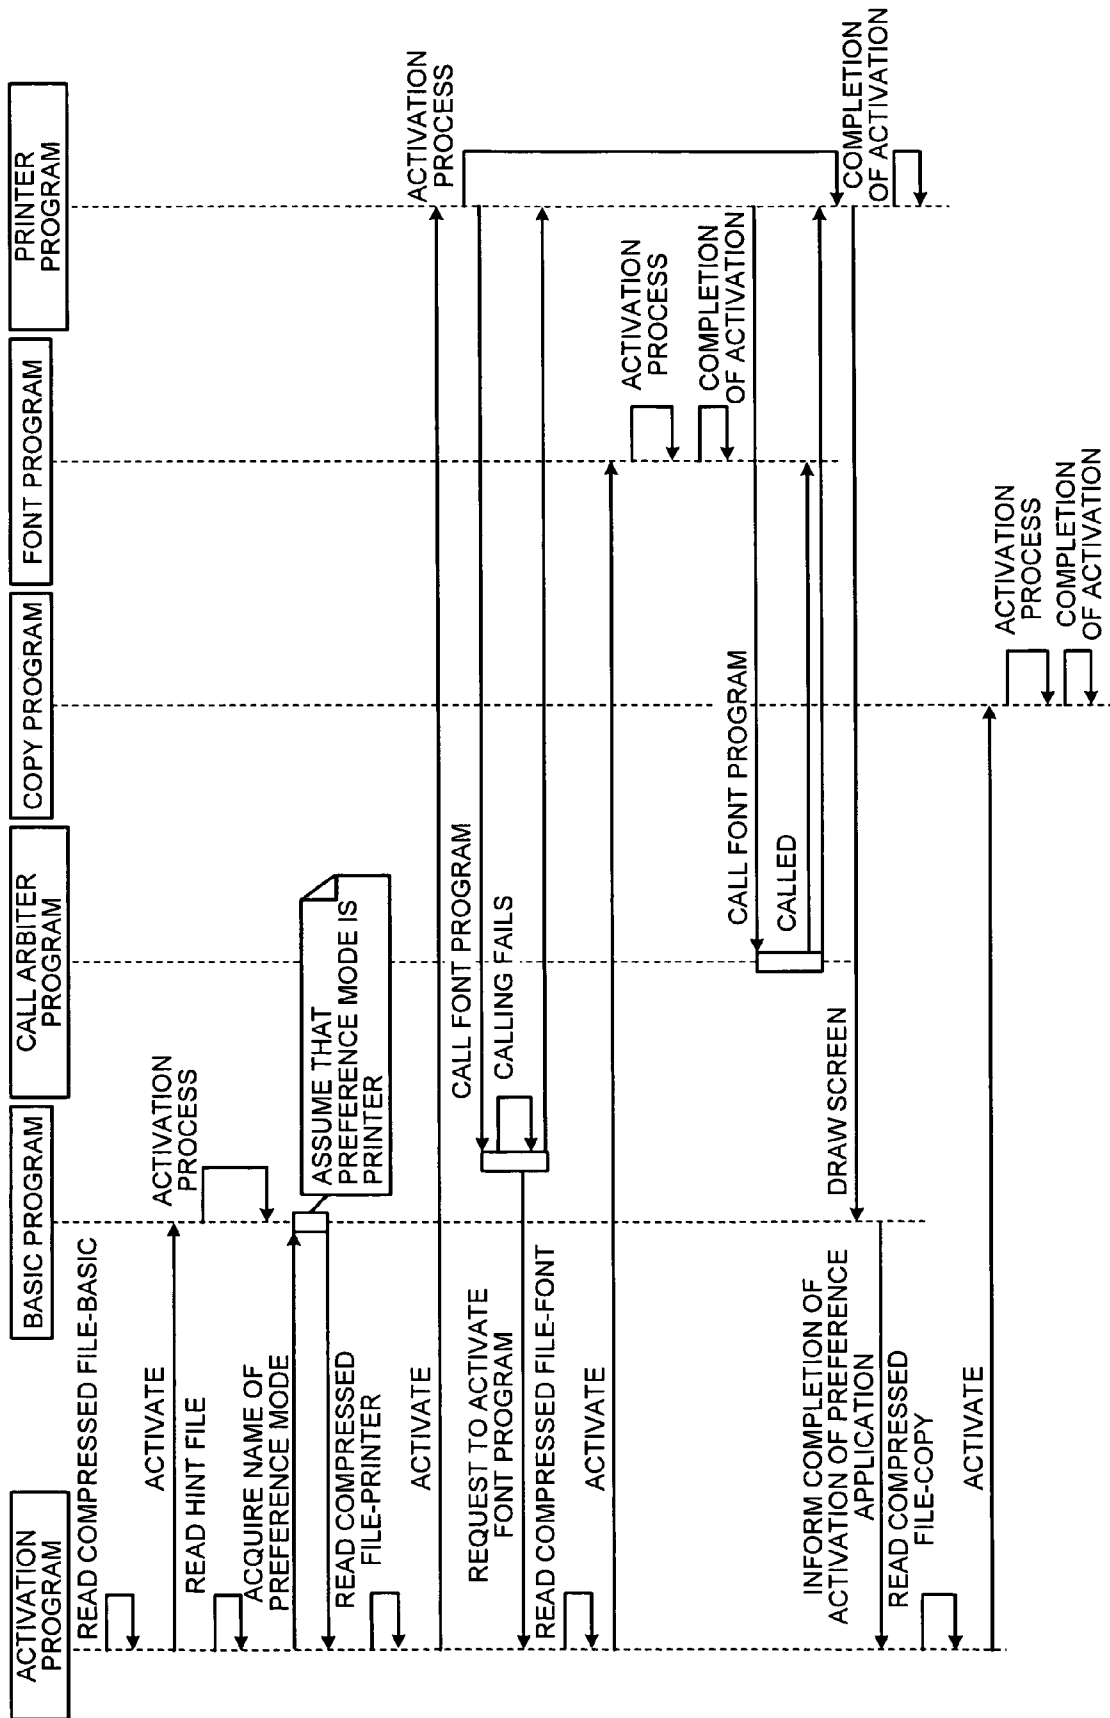 ACTIVATION
PROGRAM
BASIC PROGRAM
CALL ARBITER
PROGRAM
COPY PROGRAM
FONT PROGRAM
PRINTER
PROGRAM
READ COMPRESSED FILE-BASIC
ACTIVATE
ACTIVATION
PROCESS
READ HINT FILE
ACQUIRE NAME OF
PREFERENCE MODE
ASSUME THAT
PREFERENCE MODE IS
PRINTER
READ COMPRESSED
FILE-PRINTER
ACTIVATE
ACTIVATION
PROCESS
CALL FONT PROGRAM
CALLING FAILS
REQUEST TO ACTIVATE
FONT PROGRAM
READ COMPRESSED FILE-FONT
ACTIVATE
ACTIVATION
PROCESS
COMPLETION
OF ACTIVATION
CALL FONT PROGRAM
CALLED
DRAW SCREEN
COMPLETION
OF ACTIVATION
INFORM COMPLETION OF
ACTIVATION OF PREFERENCE
APPLICATION
READ COMPRESSED
FILE-COPY
ACTIVATE
ACTIVATION
PROCESS
COMPLETION
OF ACTIVATION